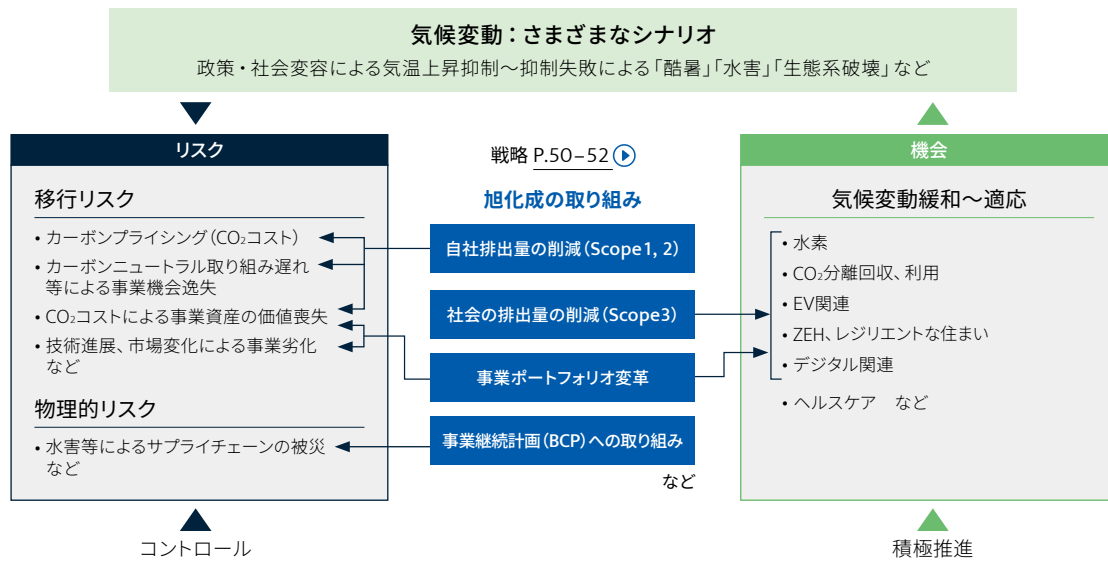 気候変動：さまざまなシナリオ
政策・社会変容による気温上昇抑制～抑制失敗による「酷暑」「水害」「生態系破壊」など
リスク
移行リスク
• カーボンプライシング（CO₂コスト）
• カーボンニュートラル取り組み遅れ
等による事業機会逸失
• CO₂コストによる事業資産の価値喪失
• 技術進展、市場変化による事業劣化
など
物理的リスク
• 水害等によるサプライチェーンの被災
など
コントロール
戦略 P.50–52
旭化成の取り組み
自社排出量の削減（Scope1, 2）
社会の排出量の削減（Scope3）
事業ポートフォリオ変革
事業継続計画（BCP）への取り組み
など
機会
気候変動緩和～適応
• 水素
• CO₂分離回収、利用
• EV関連
• ZEH、レジリエントな住まい
• デジタル関連
• ヘルスケア　など
積極推進